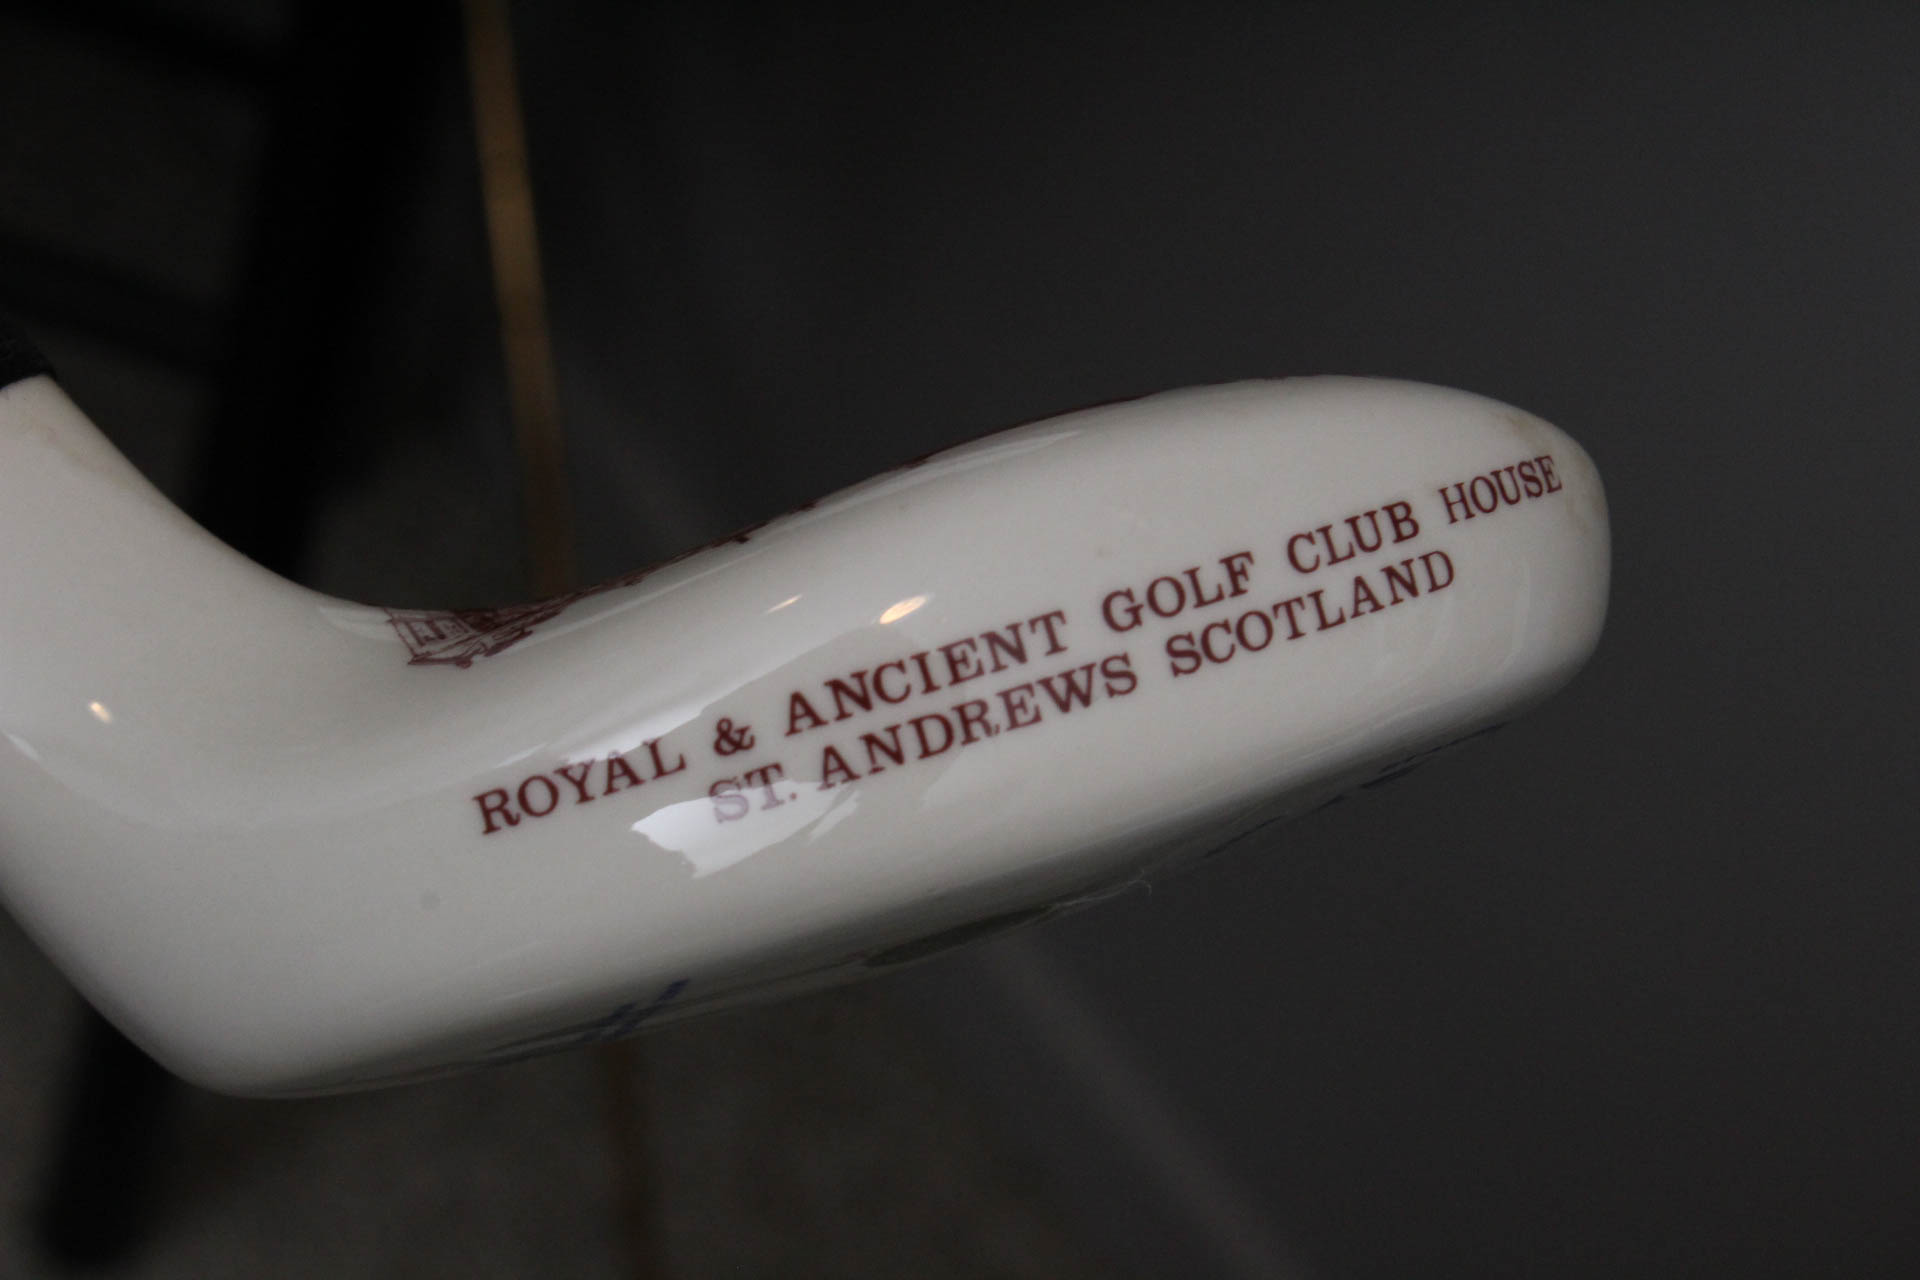 ROYAL & ANCIENT GOLF CLUB HOUSE
ST. ANDREWS SCOTLAND